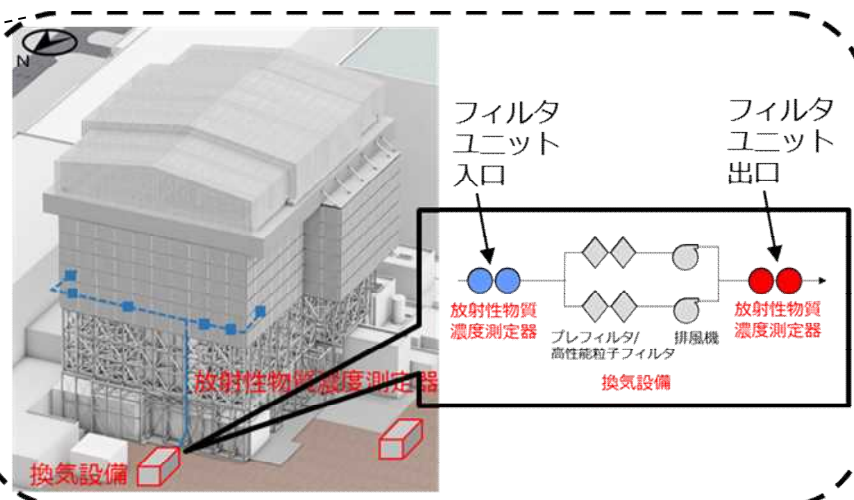 N
フィルタ
ユニット
入口
フィルタ
ユニット
出口
放射性物質
濃度測定器
プレフィルタ/
高性能粒子フィルタ
排風機
放射性物質
濃度測定器
換気設備
放射性物質濃度測定器
換気設備